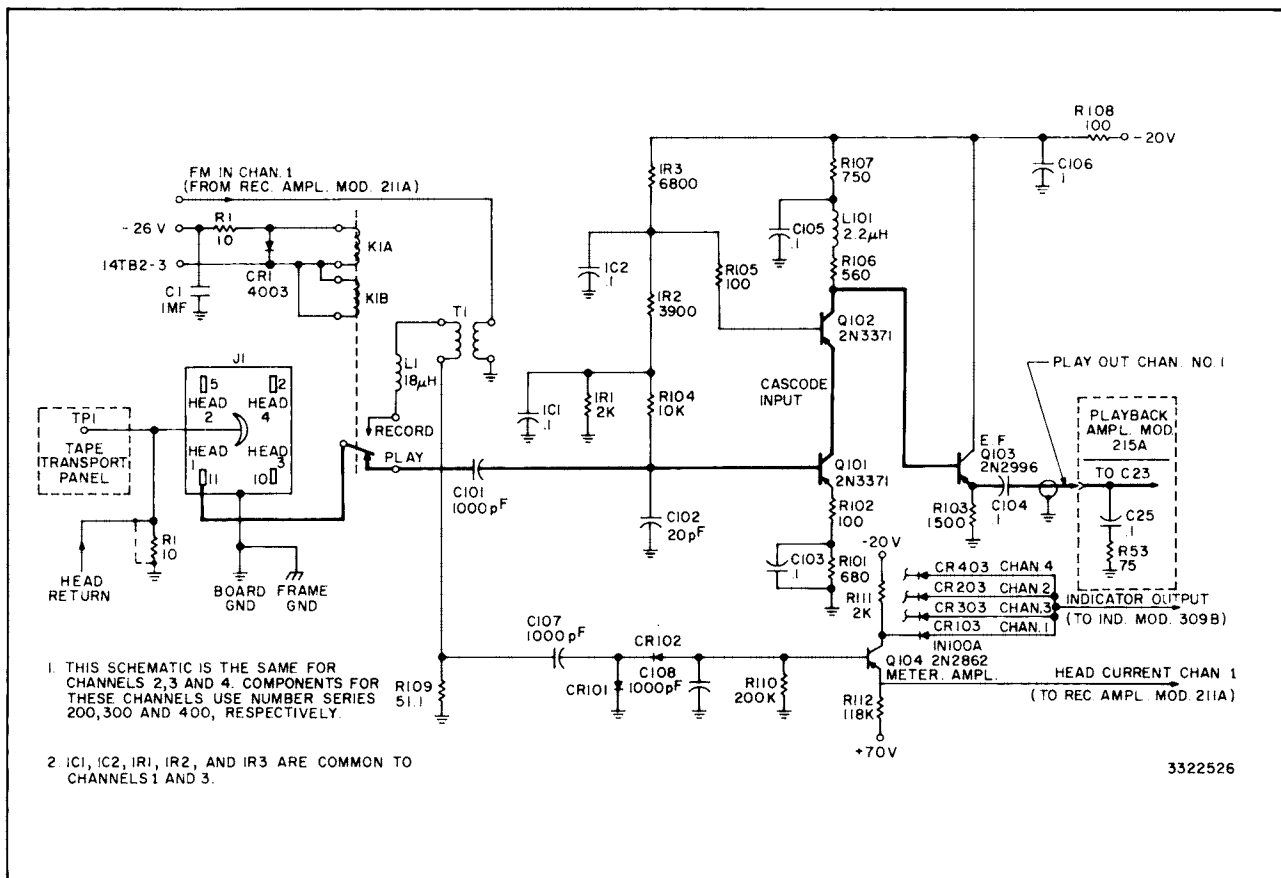 R108
100
-20V
FM IN CHAN. 1
(FROM REC. AMPL. MOD. 211A)
-26 V
R1
10
14TB2-3
C1
1MF
CR1
4003
K1A
K1B
T1
L1
18µH
RECORD
PLAY
J1
5
HEAD
2
2
HEAD
4
HEAD
1
11
HEAD
3
10
TP1
TAPE
TRANSPORT
PANEL
R1
10
HEAD
RETURN
BOARD
GND
FRAME
GND
IR3
6800
IC2
.1
IR2
3900
IC1
.1
IR1
2K
R104
10K
R105
100
C101
1000pF
C102
20pF
R107
750
C105
.1
L101
2.2µH
R106
560
C106
.1
Q102
2N3371
CASCODE
INPUT
Q101
2N3371
R102
100
C103
.1
R101
680
E F
Q103
2N2996
R103
1500
C104
.1
PLAY OUT CHAN. NO. 1
PLAYBACK
AMPL. MOD.
215A
TO C23
C25
.1
R53
75
-20V
R111
2K
CR403 CHAN. 4
CR203 CHAN. 2
CR303 CHAN. 3
CR103 CHAN. 1
IN100A
INDICATOR OUTPUT
(TO IND. MOD. 309B)
Q104 2N2862
METER. AMPL.
HEAD CURRENT CHAN 1
(TO REC. AMPL. MOD. 211A)
R112
118K
+70V
C107
1000pF
CR102
CR101
C108
1000pF
R110
200K
R109
51.1
1. THIS SCHEMATIC IS THE SAME FOR
CHANNELS 2,3 AND 4. COMPONENTS FOR
THESE CHANNELS USE NUMBER SERIES
200,300 AND 400, RESPECTIVELY.
2. IC1, IC2, IR1, IR2, AND IR3 ARE COMMON TO
CHANNELS 1 AND 3.
3322526